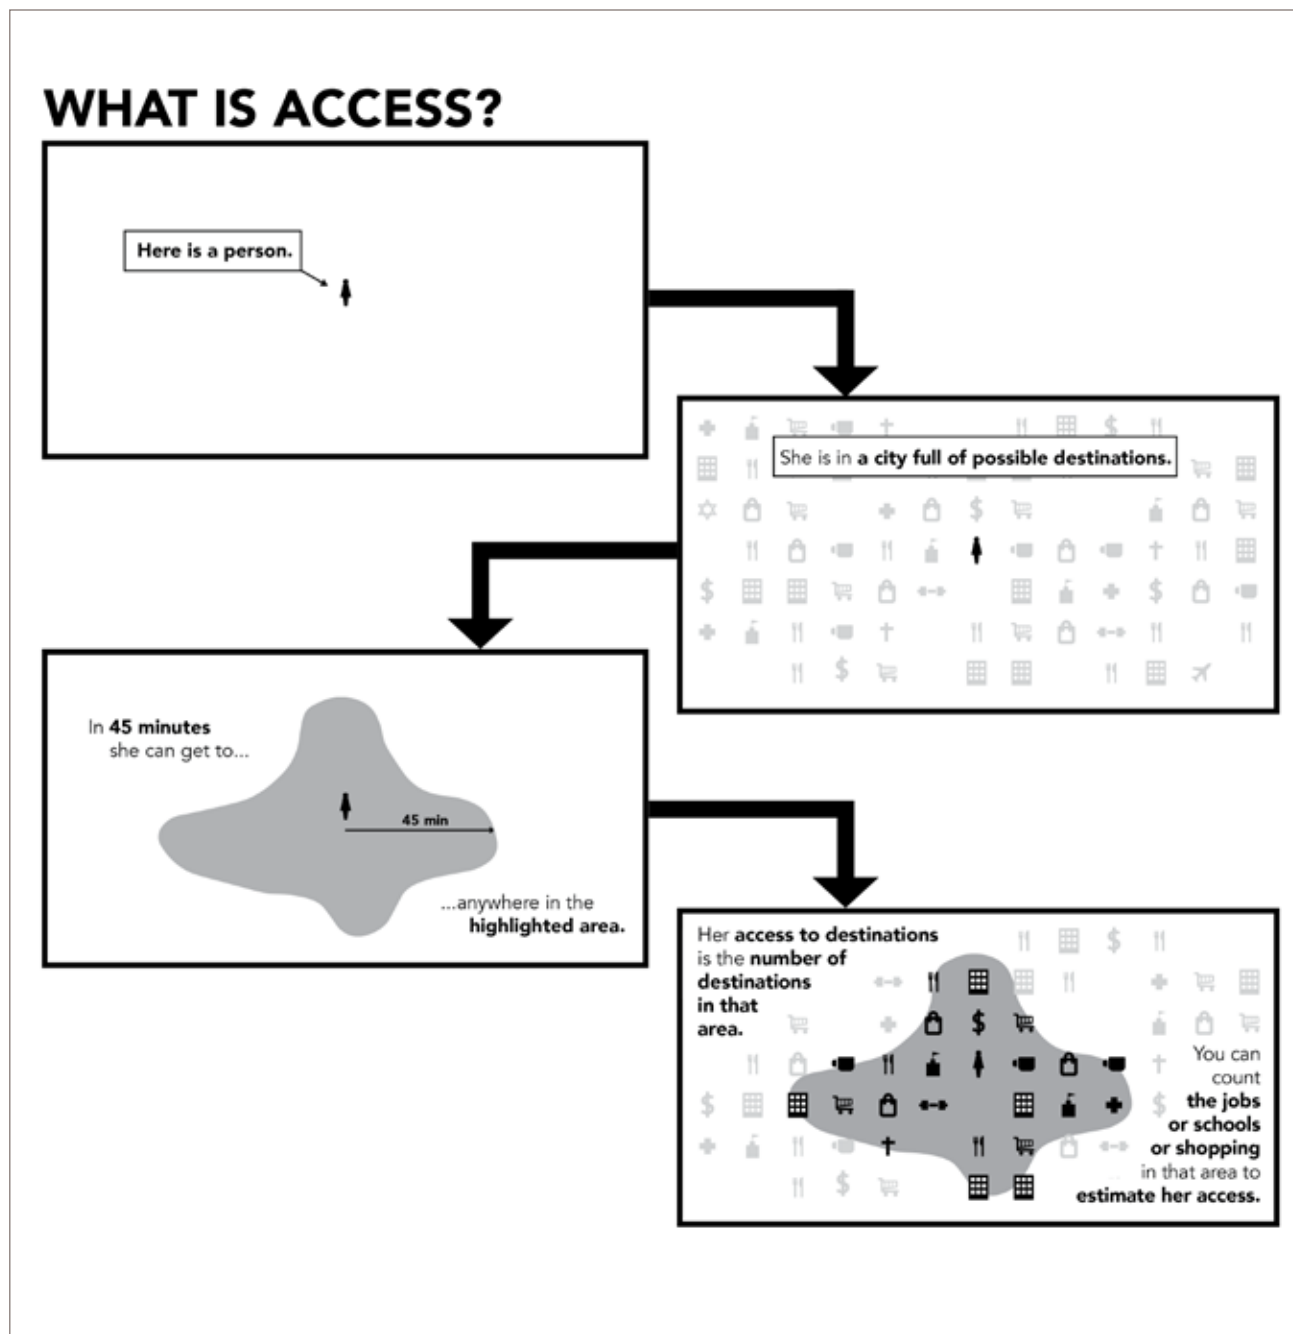 WHAT IS ACCESS?
Here is a person.
She is in a city full of possible destinations.
In 45 minutes
she can get to...
45 min
...anywhere in the
highlighted area.
Her access to destinations
is the number of
destinations
in that
area.
You can
count
the jobs
or schools
or shopping
in that area to
estimate her access.